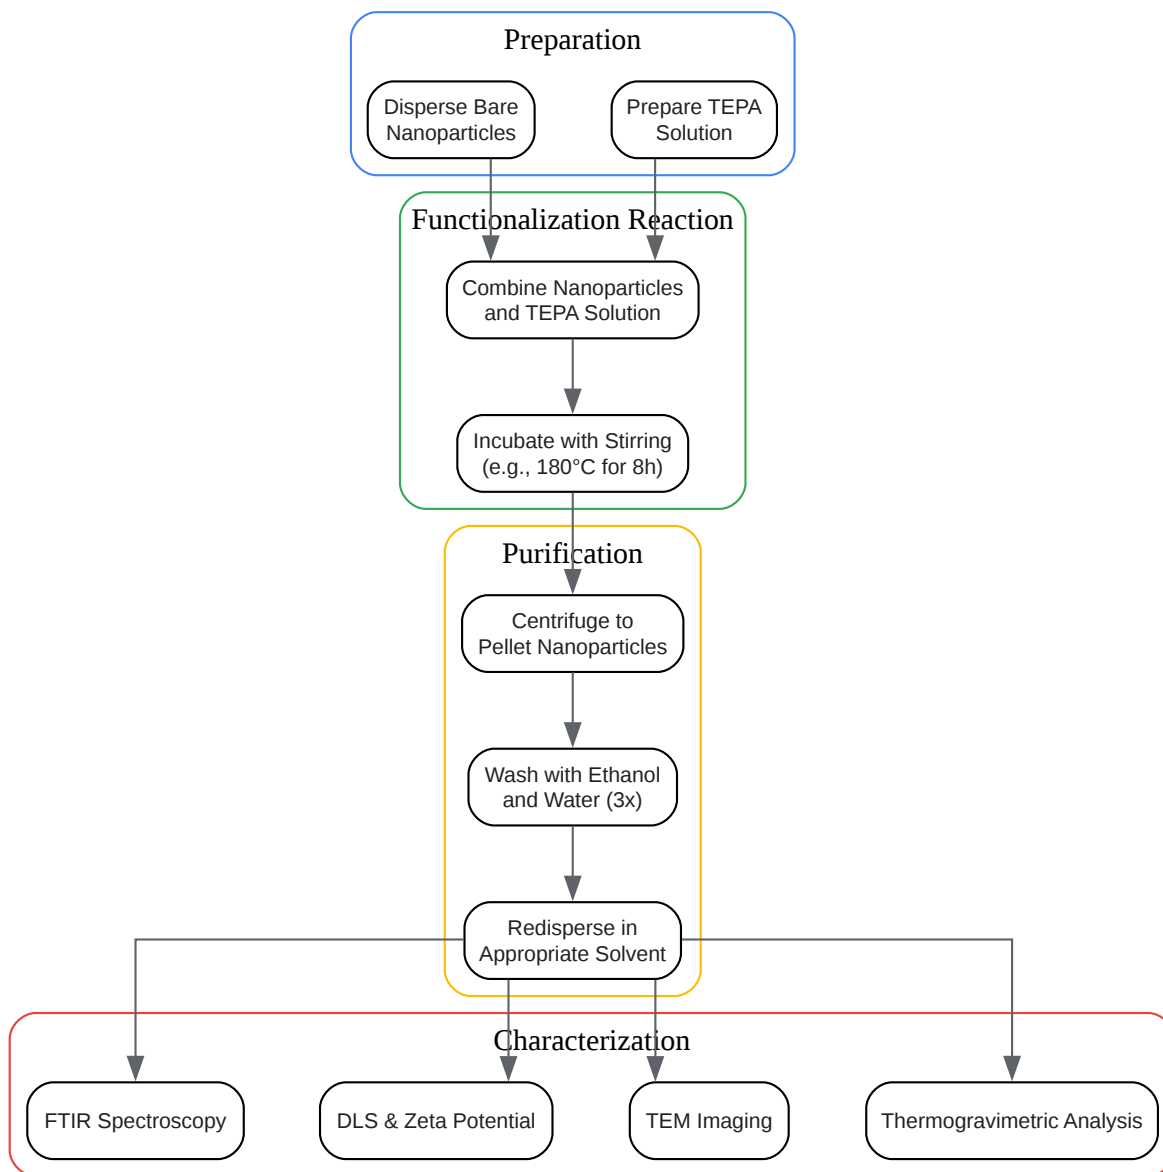 Preparation
Disperse Bare
Nanoparticles
Prepare TEPA
Solution
Functionalization Reaction
Combine Nanoparticles
and TEPA Solution
Incubate with Stirring
(e.g., 180°C for 8h)
Purification
Centrifuge to
Pellet Nanoparticles
Wash with Ethanol
and Water (3x)
Redisperse in
Appropriate Solvent
Characterization
FTIR Spectroscopy
DLS & Zeta Potential
TEM Imaging
Thermogravimetric Analysis